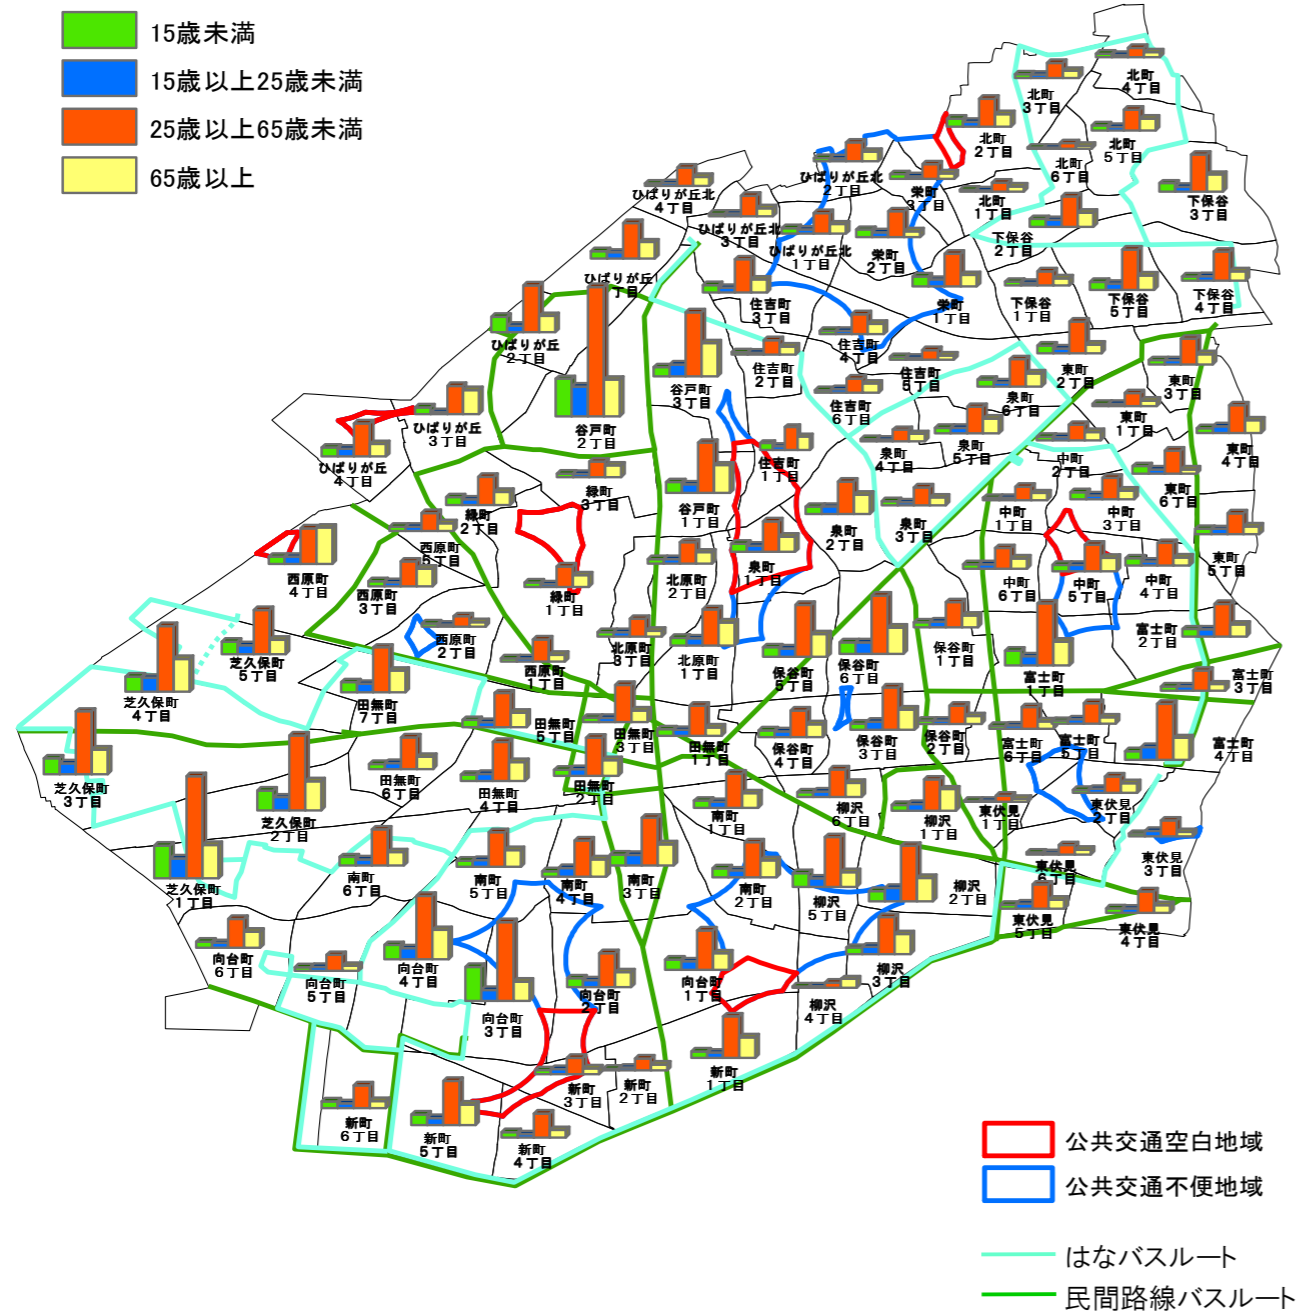 15歳未満
15歳以上25歳未満
25歳以上65歳未満
65歳以上
北町
4丁目
北町
3丁目
北町
2丁目
北町
5丁目
北町
6丁目
北町
1丁目
下保谷
3丁目
下保谷
2丁目
下保谷
1丁目
下保谷
5丁目
下保谷
4丁目
ひばりが丘北
4丁目
ひばりが丘北
3丁目
ひばりが丘北
2丁目
ひばりが丘北
1丁目
栄町
3丁目
栄町
2丁目
栄町
1丁目
ひばりが丘
1丁目
ひばりが丘
2丁目
ひばりが丘
3丁目
ひばりが丘
4丁目
住吉町
3丁目
住吉町
4丁目
住吉町
2丁目
住吉町
5丁目
住吉町
6丁目
住吉町
1丁目
谷戸町
3丁目
谷戸町
2丁目
谷戸町
1丁目
泉町
6丁目
泉町
5丁目
泉町
4丁目
泉町
3丁目
泉町
2丁目
泉町
1丁目
東町
2丁目
東町
3丁目
東町
1丁目
東町
4丁目
東町
6丁目
東町
5丁目
中町
2丁目
中町
1丁目
中町
3丁目
中町
6丁目
中町
5丁目
中町
4丁目
緑町
3丁目
緑町
2丁目
緑町
1丁目
西原町
5丁目
西原町
4丁目
西原町
3丁目
西原町
2丁目
西原町
1丁目
北原町
2丁目
北原町
3丁目
北原町
1丁目
保谷町
5丁目
保谷町
6丁目
保谷町
1丁目
保谷町
4丁目
保谷町
3丁目
保谷町
2丁目
富士町
1丁目
富士町
2丁目
富士町
3丁目
富士町
4丁目
富士町
5丁目
富士町
6丁目
芝久保町
5丁目
芝久保町
4丁目
芝久保町
3丁目
芝久保町
2丁目
芝久保町
1丁目
田無町
7丁目
田無町
5丁目
田無町
3丁目
田無町
1丁目
田無町
6丁目
田無町
4丁目
田無町
2丁目
南町
1丁目
南町
6丁目
南町
5丁目
南町
4丁目
南町
3丁目
南町
2丁目
柳沢
6丁目
柳沢
1丁目
柳沢
5丁目
柳沢
2丁目
柳沢
3丁目
柳沢
4丁目
東伏見
1丁目
東伏見
2丁目
東伏見
3丁目
東伏見
6丁目
東伏見
5丁目
東伏見
4丁目
向台町
6丁目
向台町
5丁目
向台町
4丁目
向台町
3丁目
向台町
2丁目
向台町
1丁目
新町
1丁目
新町
2丁目
新町
3丁目
新町
6丁目
新町
5丁目
新町
4丁目
公共交通空白地域
公共交通不便地域
はなバスルート
民間路線バスルート